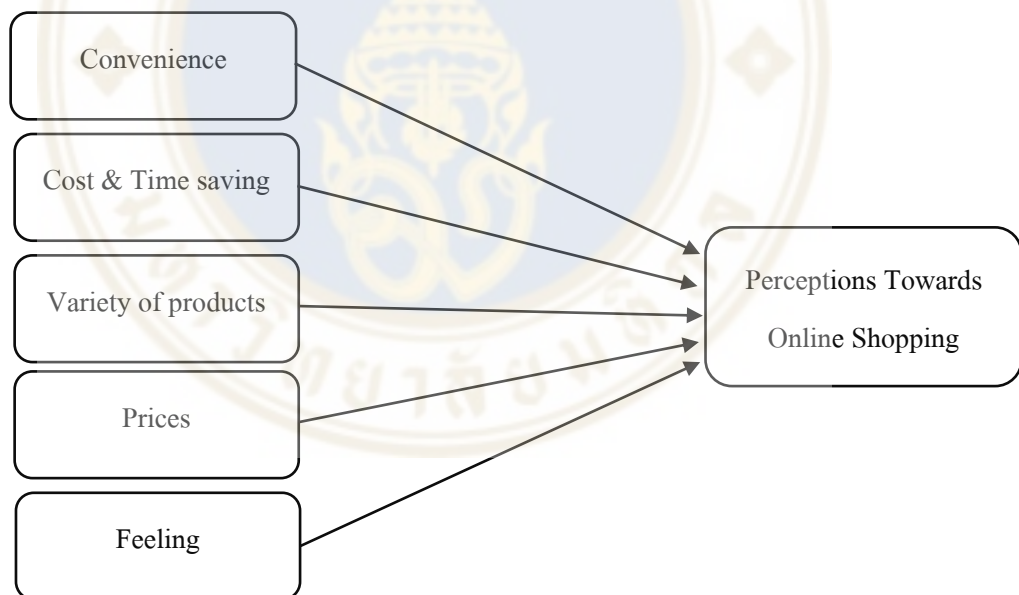 Convenience
Cost & Time saving
Variety of products
Prices
Feeling
Perceptions Towards
Online Shopping